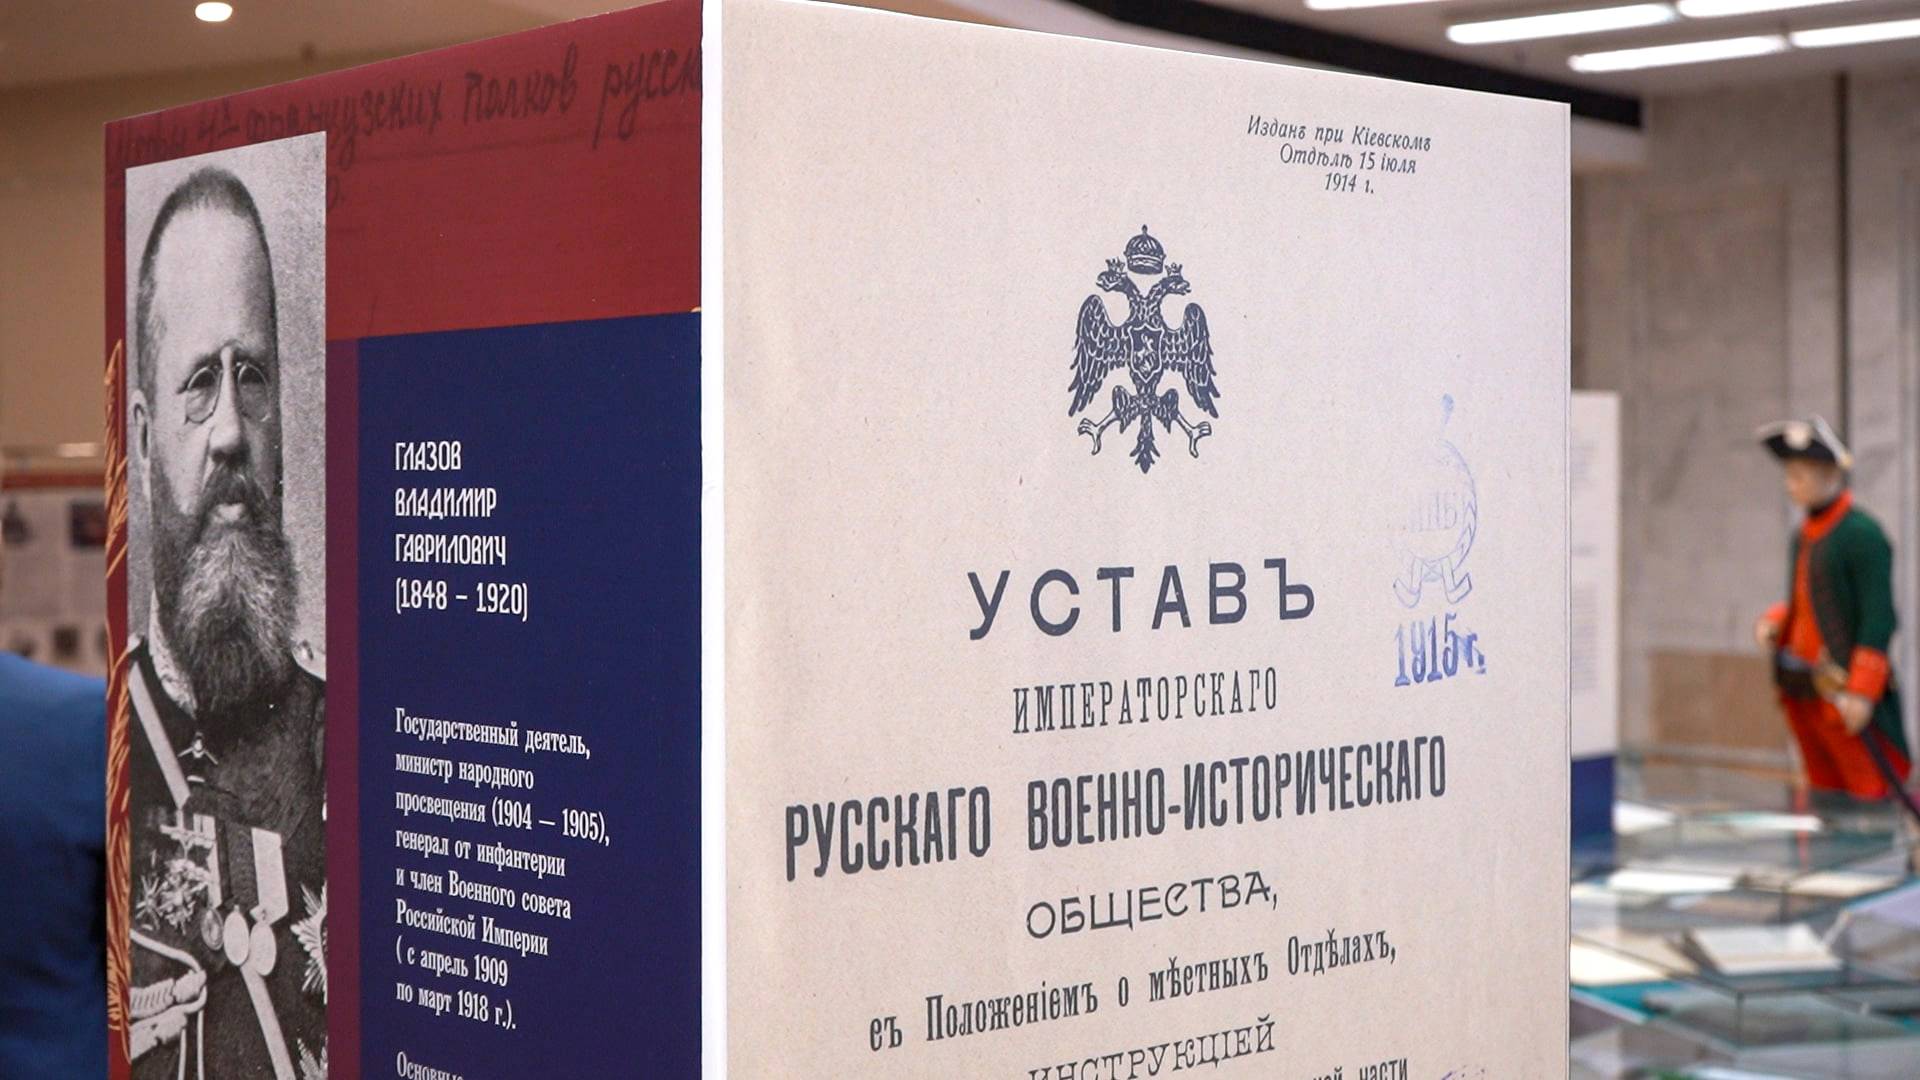 французских полков
ГЛАЗОВ
ВЛАДИМИР
ГАВРИЛОВИЧ
(1848 – 1920)
Государственный деятель,
министр народного
просвещения (1904 – 1905),
генерал от инфантерии
и член Военного совета
Российской Империи
( с апрель 1909
по март 1918 г.).
Изданъ при Кіевскомъ
Отдѣлѣ 15 іюля
1914 г.
УСТАВЪ
ИМПЕРАТОРСКАГО
РУССКАГО ВОЕННО-ИСТОРИЧЕСКАГО
ОБЩЕСТВА,
съ Положеніемъ о мѣстныхъ Отдѣлахъ,
ИНСТРУКЦІЕЙ
части
1915 г.